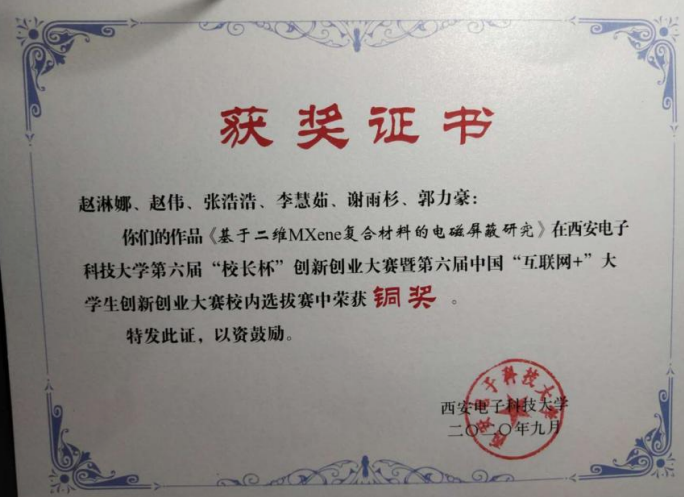 获奖证书
赵淋娜、赵伟、张浩浩、李慧茹、谢雨杉、郭力豪：
你们的作品《基于二维MXene复合材料的电磁屏蔽研究》在西安电子
科技大学第六届“校长杯”创新创业大赛暨第六届中国“互联网+”大
学生创新创业大赛校内选拔赛中荣获 铜奖 。
特发此证，以资鼓励。
西安电子科技大学
西安电子科技大学
二〇二〇年九月